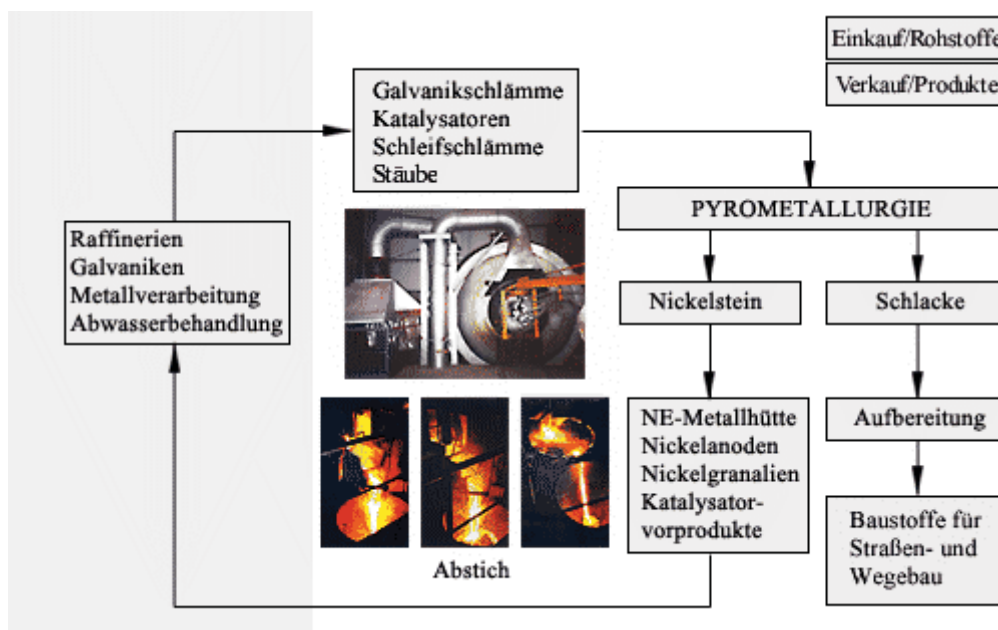 Einkauf/Rohstoffe
Verkauf/Produkte
Galvanikschlämme
Katalysatoren
Schleifschlämme
Stäube
PYROMETALLURGIE
Raffinerien
Galvaniken
Metallverarbeitung
Abwasserbehandlung
Nickelstein
Schlacke
NE-Metallhütte
Nickelanoden
Nickelgranalien
Katalysator-
vorprodukte
Aufbereitung
Baustoffe für
Straßen- und
Wegebau
Abstich